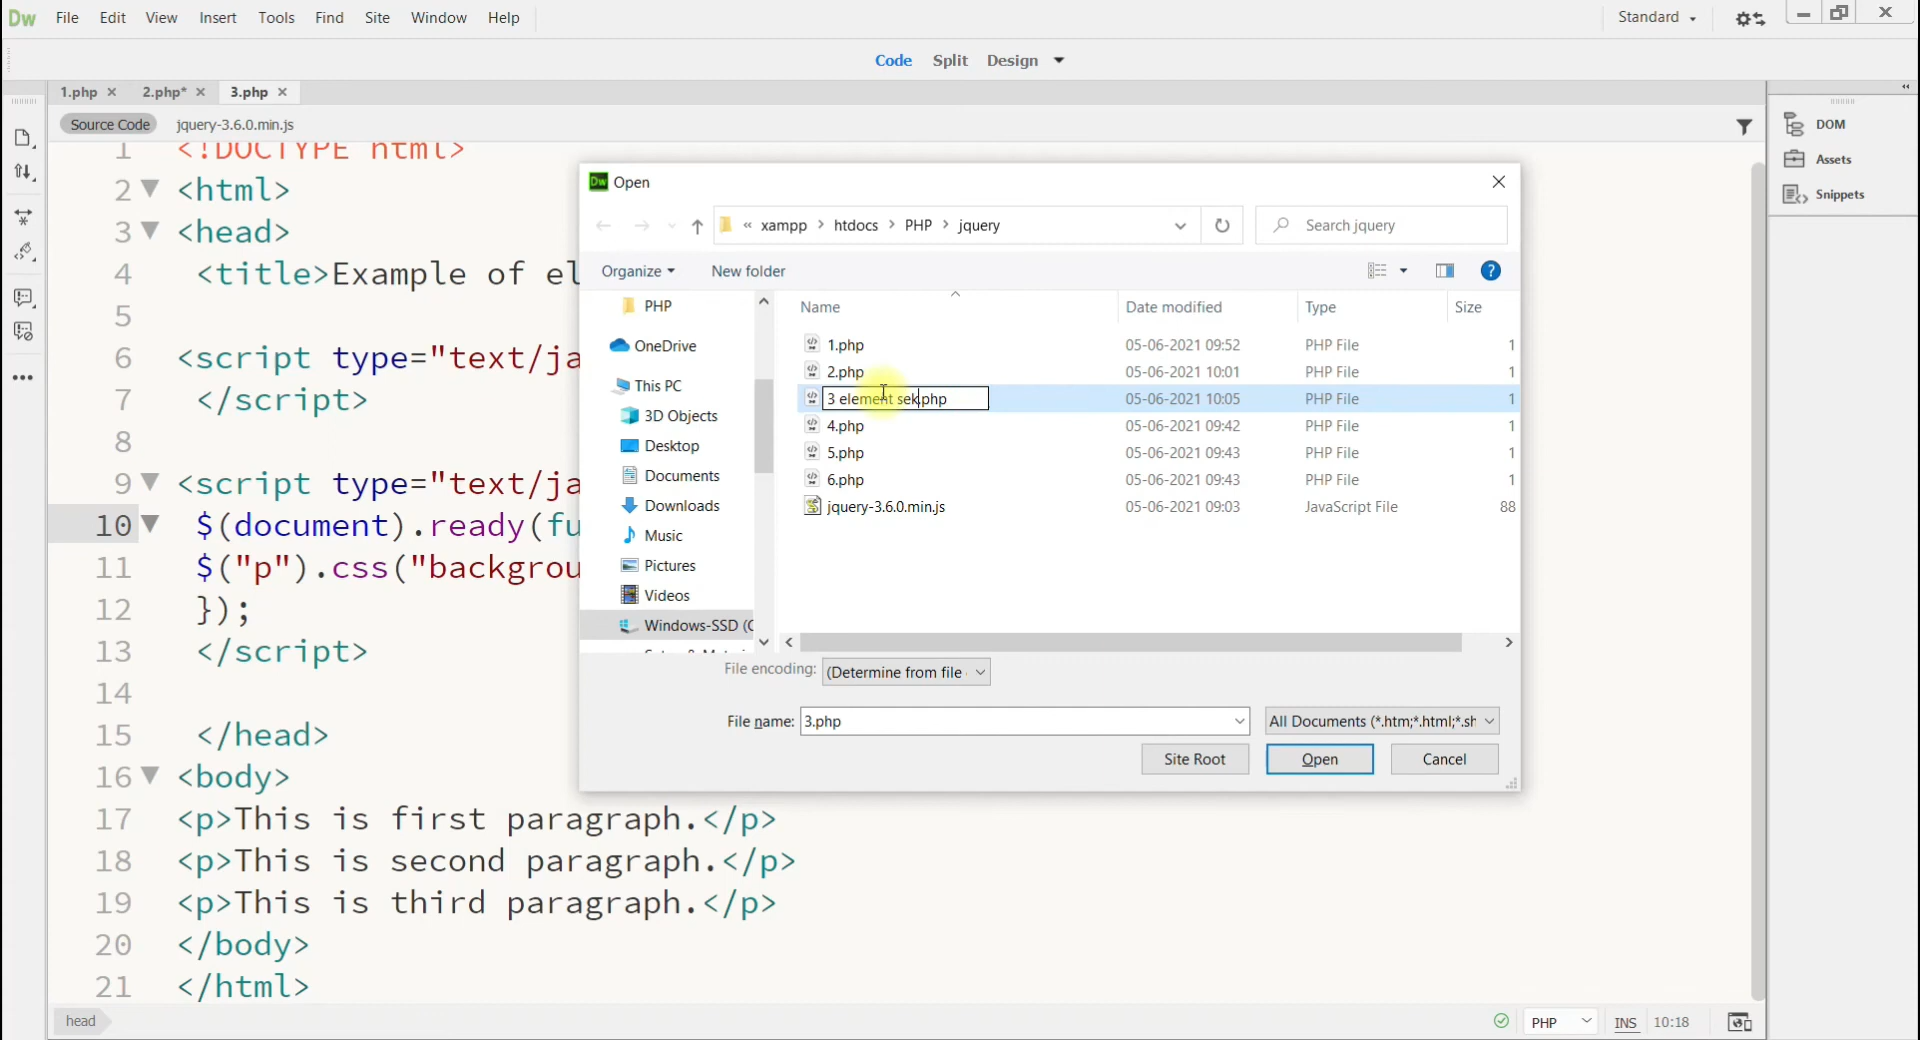 Dw File Edit View Insert Tools Find Site Window Help Standard
Code Split Design
1.php 2.php* 3.php
Source Code jquery-3.6.0.min.js
DOM
Assets
Snippets
1 <!DOCTYPE html>
2 <html>
3 <head>
4 <title>Example of el
5
6 <script type="text/ja
7 </script>
8
9 <script type="text/ja
10 $(document).ready(fu
11 $("p").css("backgrou
12 });
13 </script>
14
15 </head>
16 <body>
17 <p>This is first paragraph.</p>
18 <p>This is second paragraph.</p>
19 <p>This is third paragraph.</p>
20 </body>
21 </html>
Dw Open
« xampp > htdocs > PHP > jquery
Search jquery
Organize New folder
PHP
OneDrive
This PC
3D Objects
Desktop
Documents
Downloads
Music
Pictures
Videos
Windows-SSD (C
Name Date modified Type Size
1.php 05-06-2021 09:52 PHP File 1
2.php 05-06-2021 10:01 PHP File 1
3 element sek.php 05-06-2021 10:05 PHP File 1
4.php 05-06-2021 09:42 PHP File 1
5.php 05-06-2021 09:43 PHP File 1
6.php 05-06-2021 09:43 PHP File 1
jquery-3.6.0.min.js 05-06-2021 09:03 JavaScript File 88
File encoding: (Determine from file
File name: 3.php All Documents (*.htm;*.html;*.sh
Site Root Open Cancel
head PHP INS 10:18